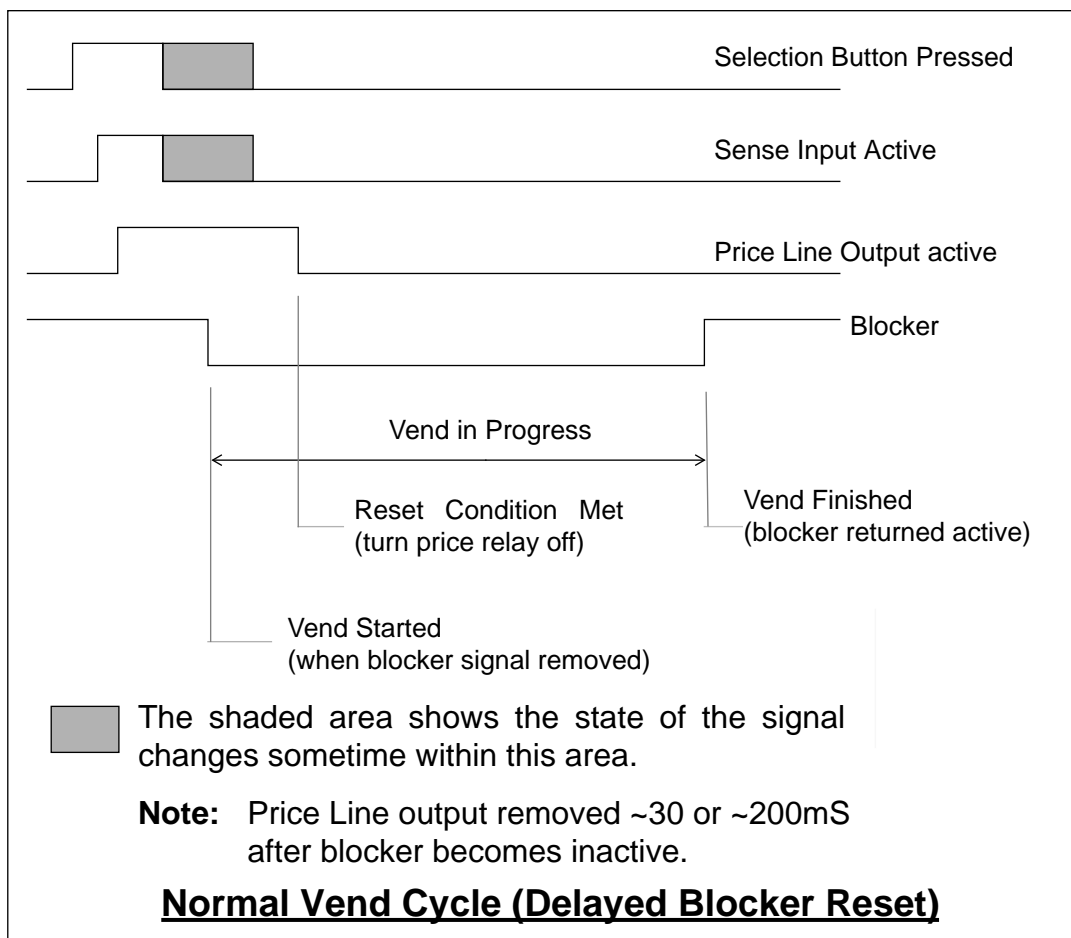 Selection Button Pressed
Sense Input Active
Price Line Output active
Blocker
Vend in Progress
Reset Condition Met
(turn price relay off)
Vend Finished
(blocker returned active)
Vend Started
(when blocker signal removed)
The shaded area shows the state of the signal
changes sometime within this area.
Note: Price Line output removed ~30 or ~200mS
after blocker becomes inactive.
Normal Vend Cycle (Delayed Blocker Reset)